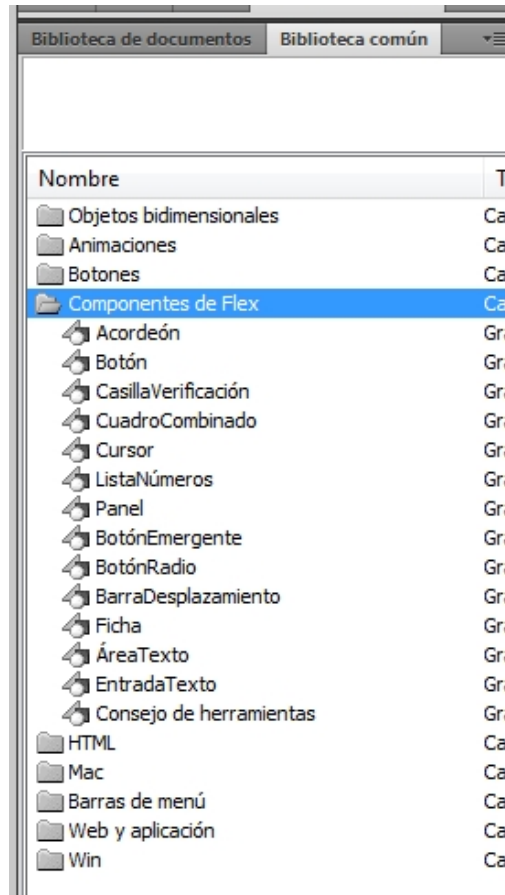 Biblioteca de documentos Biblioteca común
Nombre
Objetos bidimensionales
Animaciones
Botones
Componentes de Flex
Acordeón
Botón
CasillaVerificación
CuadroCombinado
Cursor
ListaNúmeros
Panel
BotónEmergente
BotónRadio
BarraDesplazamiento
Ficha
ÁreaTexto
EntradaTexto
Consejo de herramientas
HTML
Mac
Barras de menú
Web y aplicación
Win